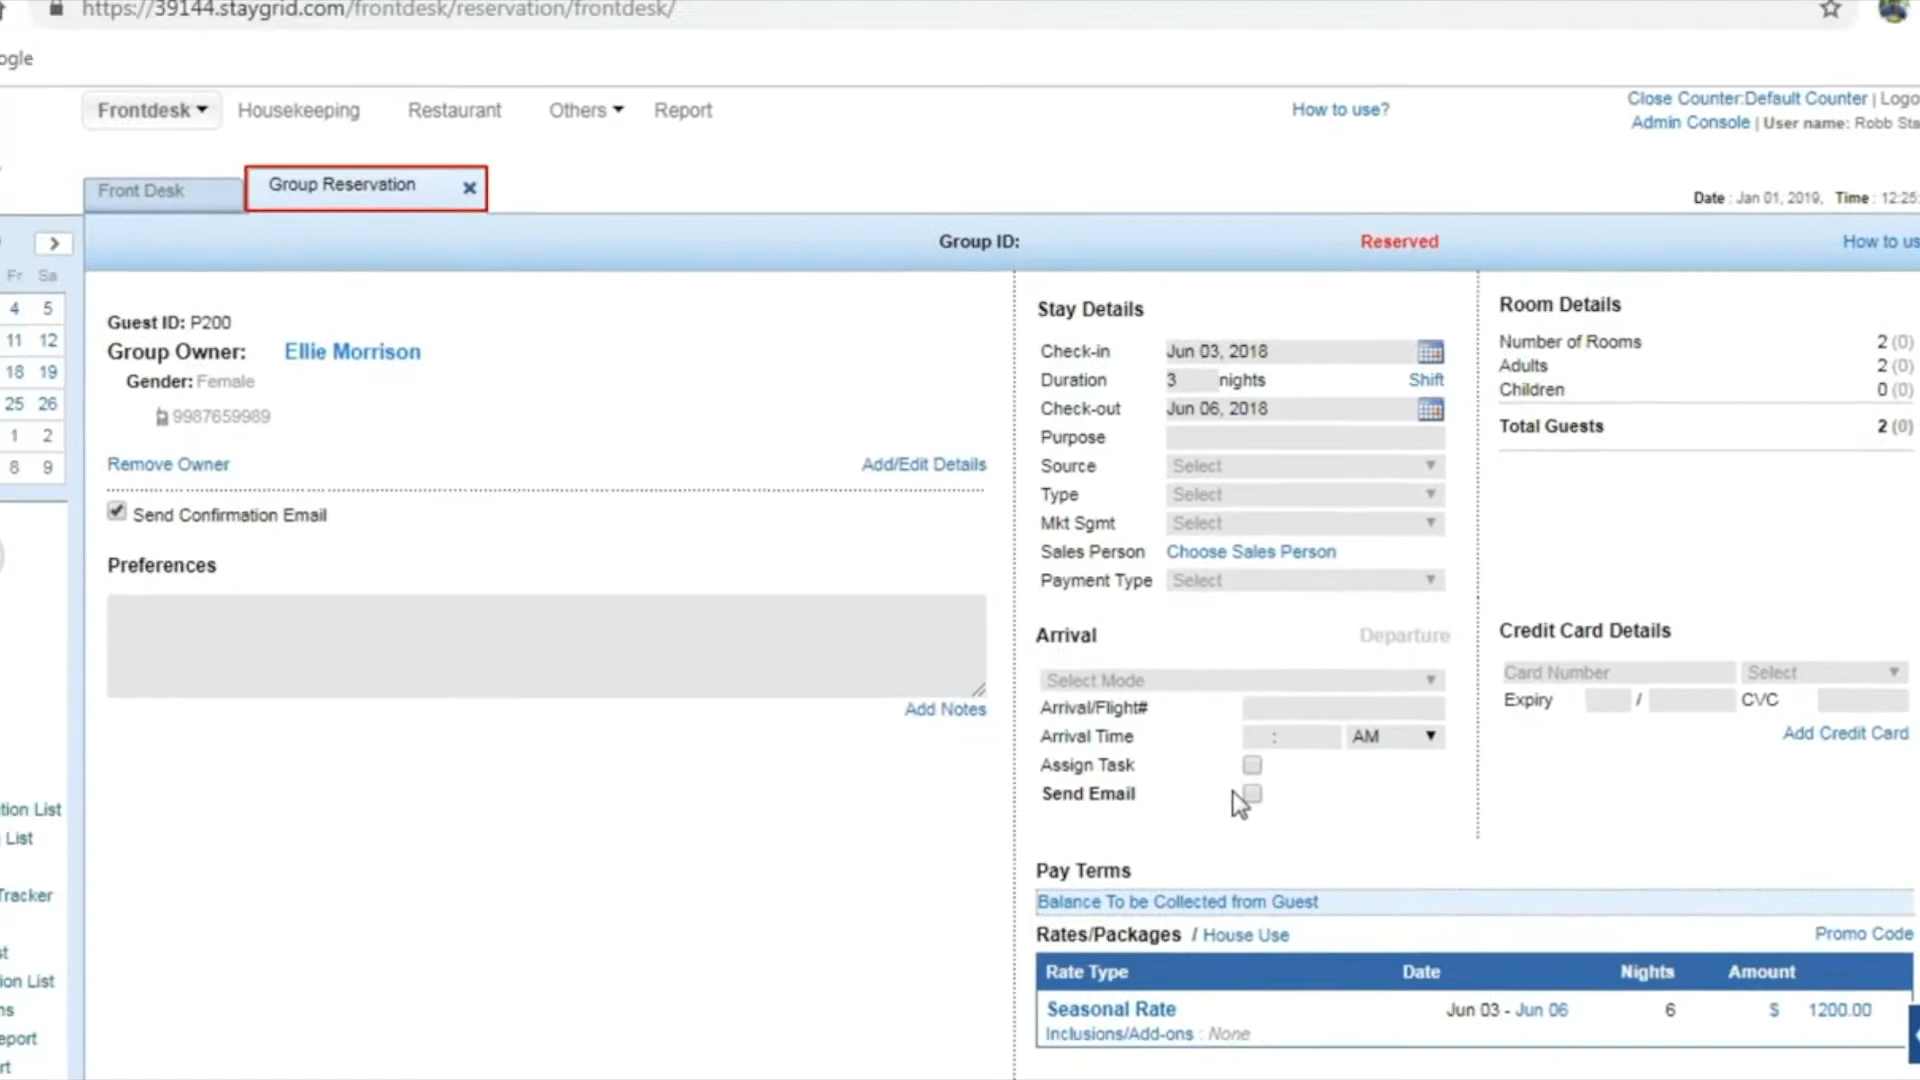 https://39144.staygrid.com/frontdesk/reservation/frontdesk/
ogle
Frontdesk Housekeeping Restaurant Others Report How to use? Close Counter:Default Counter | Logo
Admin Console | User name: Robb Sta
Front Desk Group Reservation x Date : Jan 01, 2019, Time : 12:25:
Group ID: Reserved How to us
Fr Sa
4 5
11 12
18 19
25 26
1 2
8 9
tion List
List
Tracker
st
ion List
ns
eport
rt
Guest ID: P200
Group Owner: Ellie Morrison
Gender: Female
9987659989
Remove Owner Add/Edit Details
Send Confirmation Email
Preferences
Add Notes
Stay Details
Check-in Jun 03, 2018
Duration 3 nights Shift
Check-out Jun 06, 2018
Purpose
Source Select
Type Select
Mkt Sgmt Select
Sales Person Choose Sales Person
Payment Type Select
Arrival Departure
Select Mode
Arrival/Flight#
Arrival Time : AM
Assign Task
Send Email
Room Details
Number of Rooms 2 (0)
Adults 2 (0)
Children 0 (0)
Total Guests 2 (0)
Credit Card Details
Card Number Select
Expiry / CVC
Add Credit Card
Pay Terms
Balance To be Collected from Guest
Rates/Packages / House Use Promo Code
Rate Type Date Nights Amount
Seasonal Rate Jun 03 - Jun 06 6 $ 1200.00
Inclusions/Add-ons : None